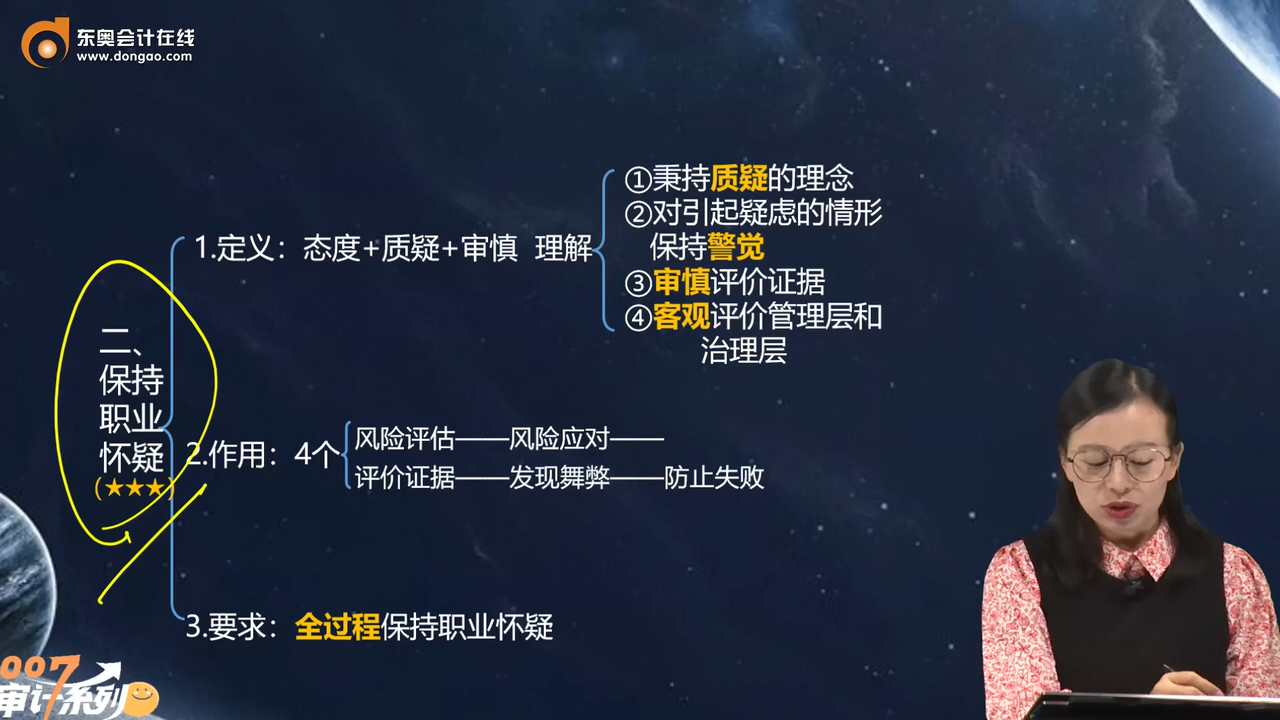 东奥会计在线
www.dongao.com
二、
保持
职业
怀疑
(★★★)
1.定义：态度+质疑+审慎 理解
①秉持质疑的理念
②对引起疑虑的情形
保持警觉
③审慎评价证据
④客观评价管理层和
治理层
2.作用：4个
风险评估——风险应对——
评价证据——发现舞弊——防止失败
3.要求：全过程保持职业怀疑
007
审计系列